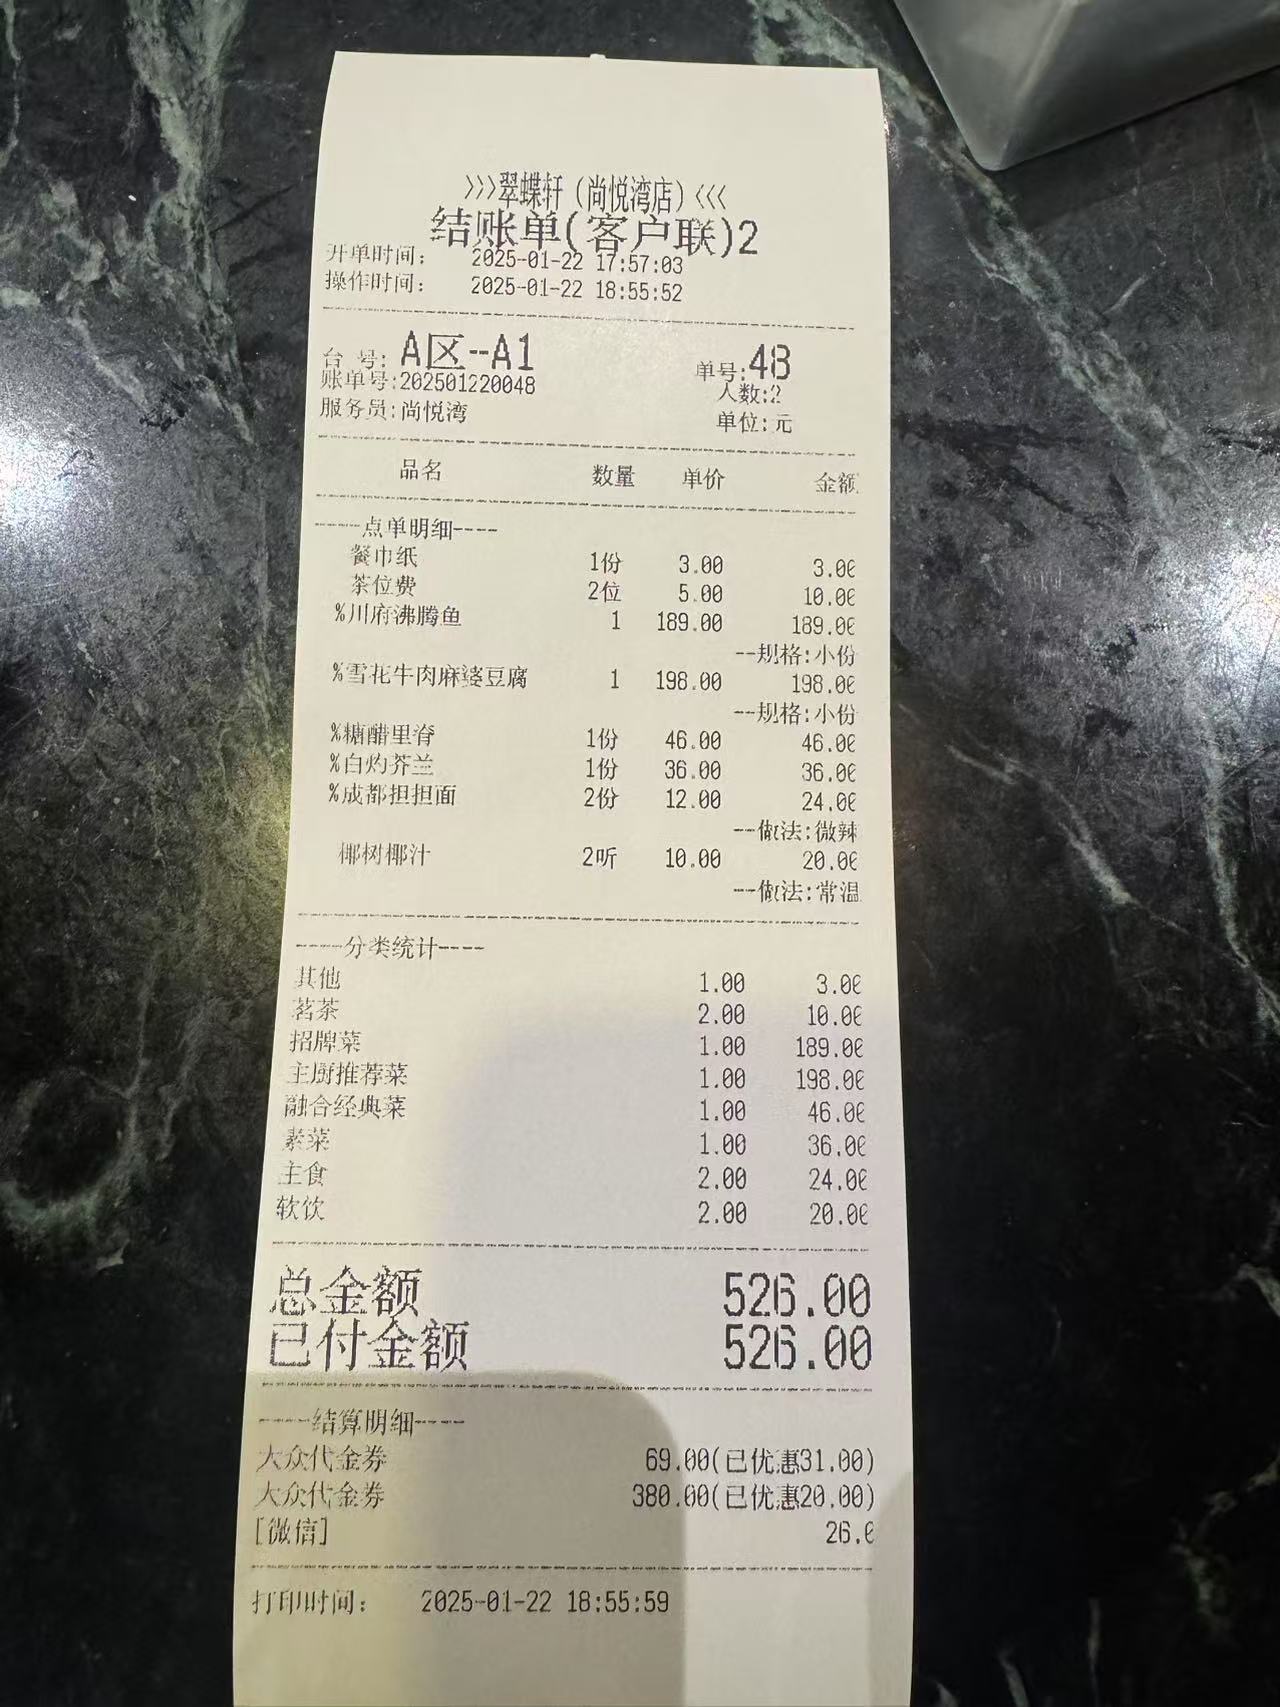 >>>翠蝶轩（尚悦湾店）<<<
结账单(客户联)2
开单时间： 2025-01-22 17:57:03
操作时间： 2025-01-22 18:55:52
台 号: A区--A1 单号:48
账单号:202501220048 人数:2
服务员:尚悦湾 单位:元
品名 数量 单价 金额
----点单明细----
餐巾纸 1份 3.00 3.00
茶位费 2位 5.00 10.00
%川府沸腾鱼 1 189.00 189.00
--规格:小份
%雪花牛肉麻婆豆腐 1 198.00 198.00
--规格:小份
%糖醋里脊 1份 46.00 46.00
%白灼芥兰 1份 36.00 36.00
%成都担担面 2份 12.00 24.00
--做法:微辣
椰树椰汁 2听 10.00 20.00
--做法:常温
----分类统计----
其他 1.00 3.00
茗茶 2.00 10.00
招牌菜 1.00 189.00
主厨推荐菜 1.00 198.00
融合经典菜 1.00 46.00
素菜 1.00 36.00
主食 2.00 24.00
软饮 2.00 20.00
总金额 526.00
已付金额 526.00
----结算明细----
大众代金券 69.00(已优惠31.00)
大众代金券 380.00(已优惠20.00)
[微信] 26.0
打印时间： 2025-01-22 18:55:59